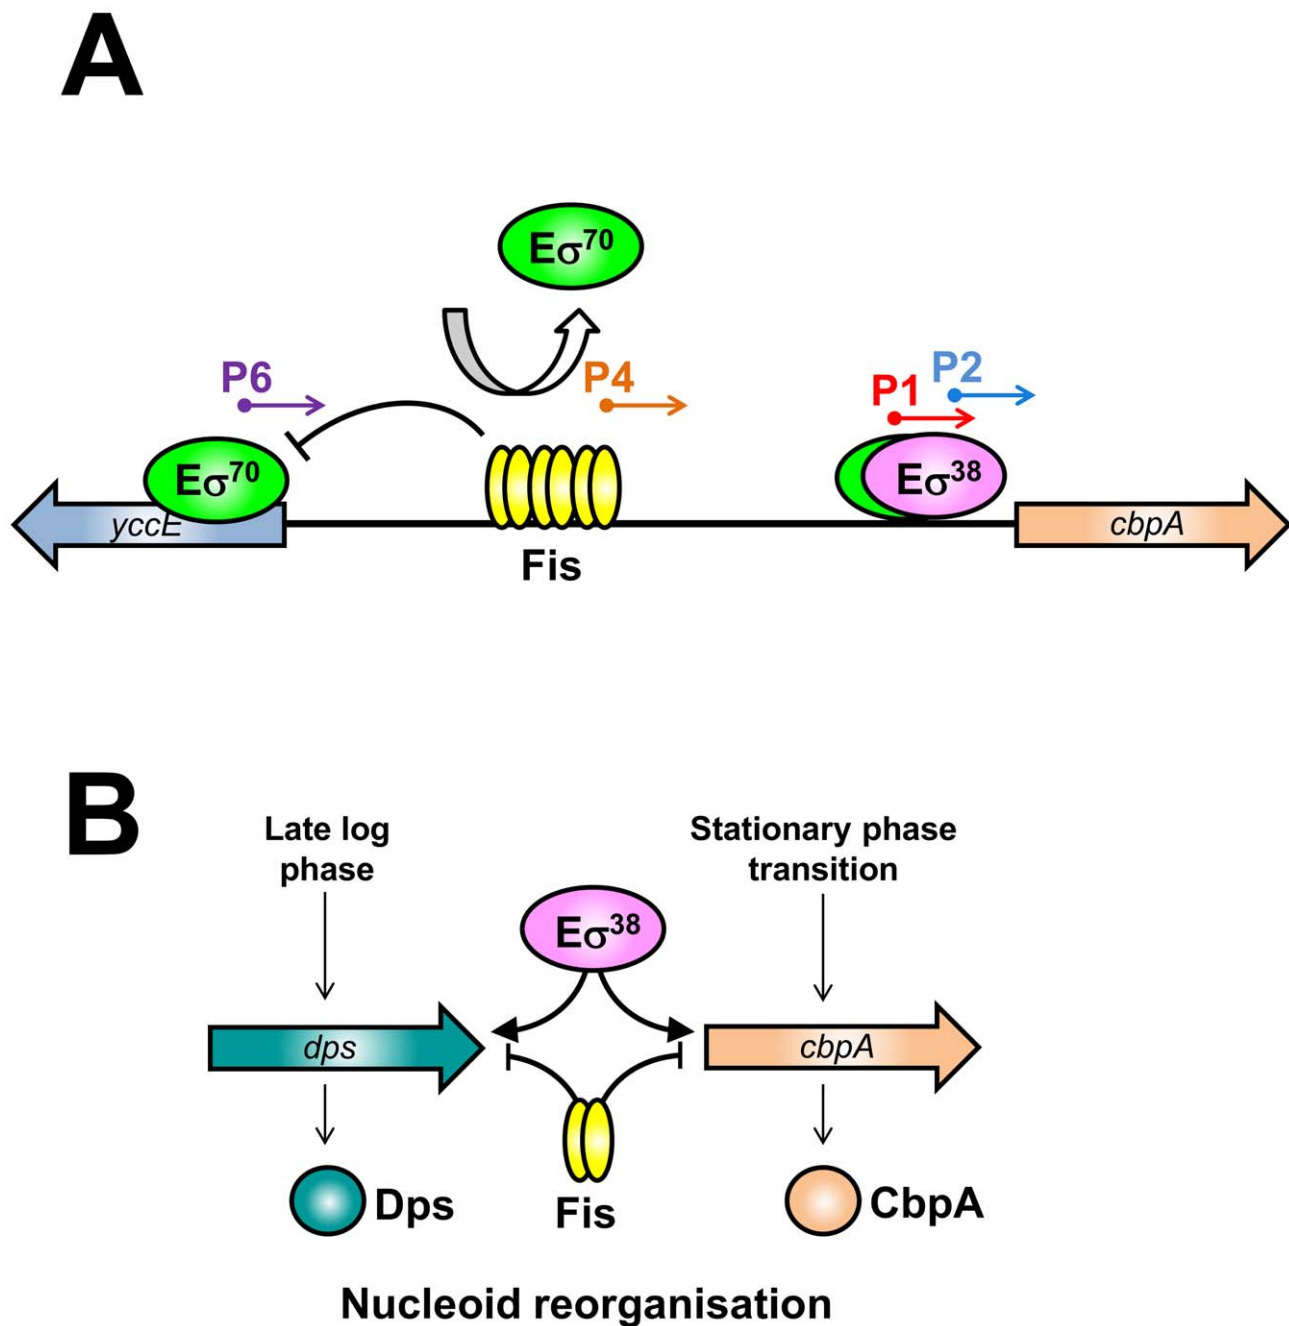 A
Eσ⁷⁰
P6
P4
P1
P2
Eσ⁷⁰
Eσ³⁸
yccE
cbpA
Fis
B
Late log
phase
Stationary phase
transition
Eσ³⁸
dps
cbpA
Dps
Fis
CbpA
Nucleoid reorganisation